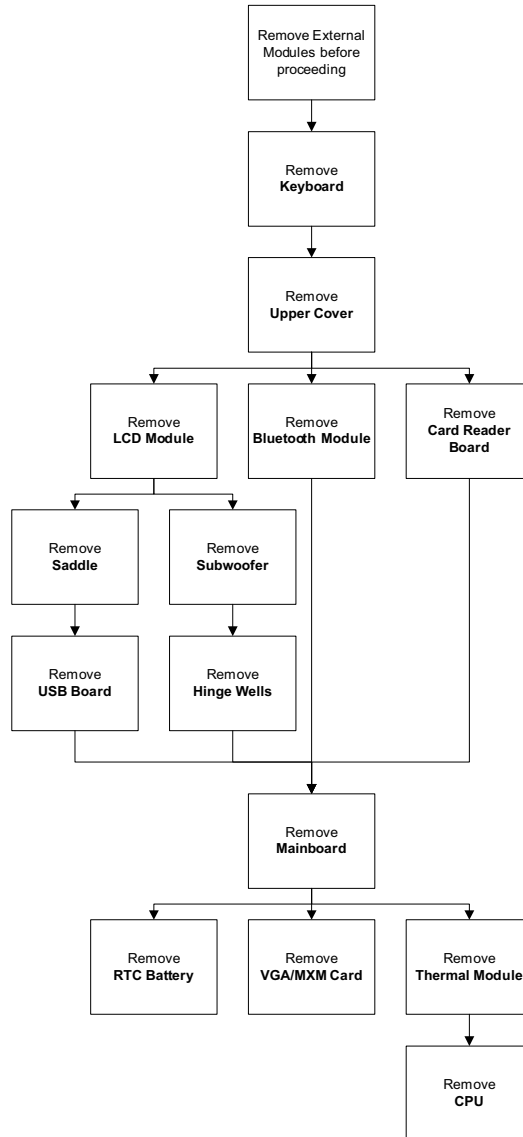 Remove External
Modules before
proceeding
Remove
Keyboard
Remove
Upper Cover
Remove
LCD Module
Remove
Bluetooth Module
Remove
Card Reader
Board
Remove
Saddle
Remove
Subwoofer
Remove
USB Board
Remove
Hinge Wells
Remove
Mainboard
Remove
RTC Battery
Remove
VGA/MXM Card
Remove
Thermal Module
Remove
CPU